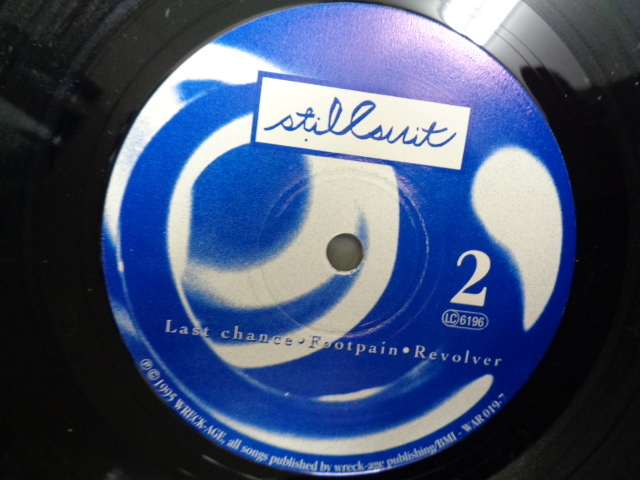 stillsuit
2
LC 6196
Last chance • Footpain • Revolver
℗ © 1995 WRECK-AGE, all songs published by wreck-age publishing/BMI - WAR 019-7